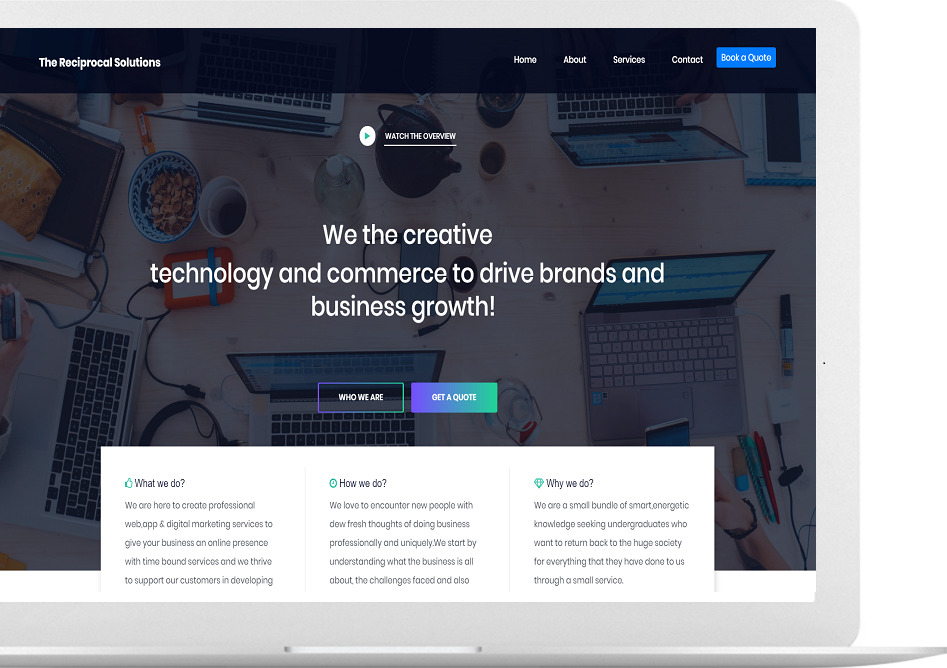 The Reciprocal Solutions
Home About Services Contact Book a Quote
WATCH THE OVERVIEW
We the creative
technology and commerce to drive brands and
business growth!
WHO WE ARE GET A QUOTE
What we do?
We are here to create professional
web,app & digital marketing services to
give your business an online presence
with time bound services and we thrive
to support our customers in developing
How we do?
We love to encounter new people with
dew fresh thoughts of doing business
professionally and uniquely.We start by
understanding what the business is all
about, the challenges faced and also
Why we do?
We are a small bundle of smart,energetic
knowledge seeking undergraduates who
want to return back to the huge society
for everything that they have done to us
through a small service.